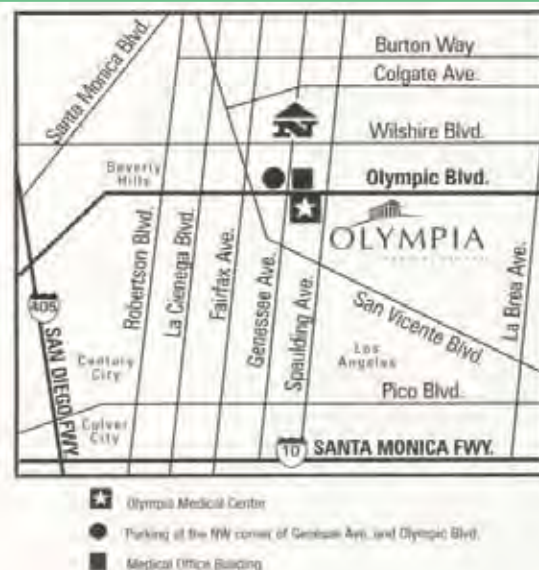 Burton Way
Colgate Ave.
Santa Monica Blvd.
N
Wilshire Blvd.
Beverly
Hills
Olympic Blvd.
OLYMPIA
MEDICAL CENTER
Robertson Blvd.
La Cienega Blvd.
Fairfax Ave.
Genessee Ave.
Spaulding Ave.
San Vicente Blvd.
La Brea Ave.
405
SAN DIEGO FWY.
Century
City
Los
Angeles
Pico Blvd.
Culver
City
10 SANTA MONICA FWY.
Olympia Medical Center
Parking at the NW corner of Genesee Ave. and Olympic Blvd.
Medical Office Building